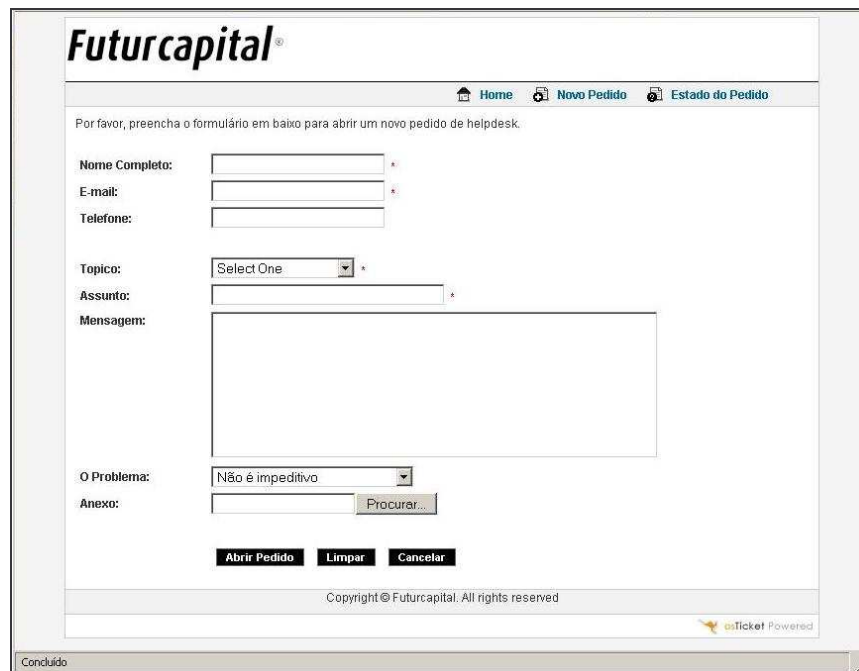 Futurcapital®
Home Novo Pedido Estado do Pedido
Por favor, preencha o formulário em baixo para abrir um novo pedido de helpdesk.
Nome Completo: *
E-mail: *
Telefone:
Topico: Select One *
Assunto: *
Mensagem:
O Problema: Não é impeditivo
Anexo: Procurar...
Abrir Pedido Limpar Cancelar
Copyright © Futurcapital. All rights reserved
osTicket Powered
Concluído